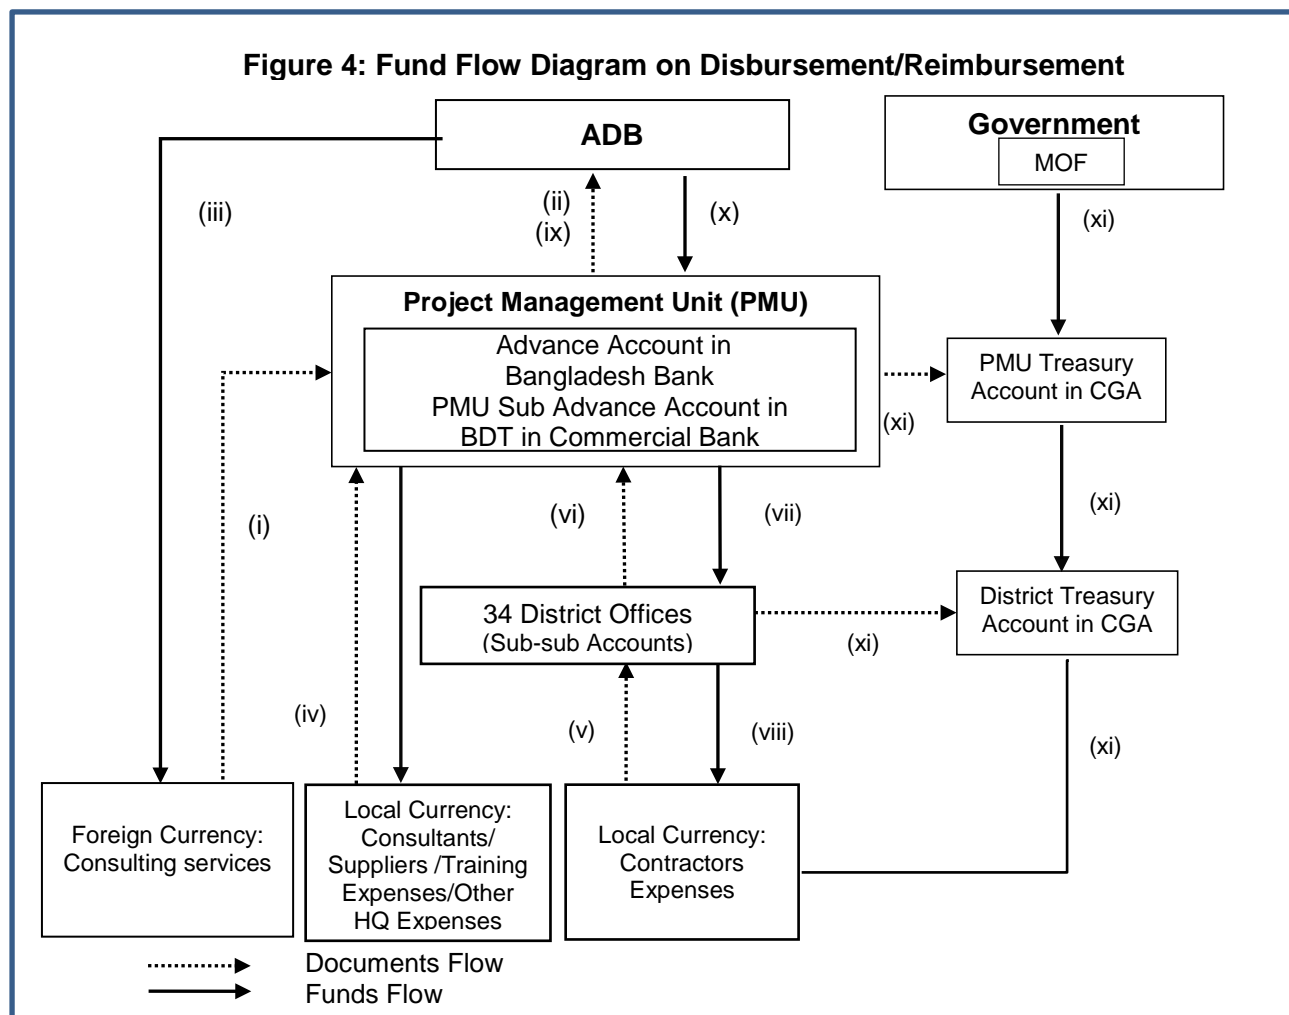 Figure 4: Fund Flow Diagram on Disbursement/Reimbursement
ADB
Government
MOF
(iii)
(ii)
(ix)
(x)
(xi)
Project Management Unit (PMU)
Advance Account in
Bangladesh Bank
PMU Sub Advance Account in
BDT in Commercial Bank
PMU Treasury
Account in CGA
(xi)
(i)
(vi)
(vii)
(xi)
34 District Offices
(Sub-sub Accounts)
District Treasury
Account in CGA
(xi)
(iv)
(v)
(viii)
(xi)
Foreign Currency:
Consulting services
Local Currency:
Consultants/
Suppliers /Training
Expenses/Other
HQ Expenses
Local Currency:
Contractors
Expenses
Documents Flow
Funds Flow